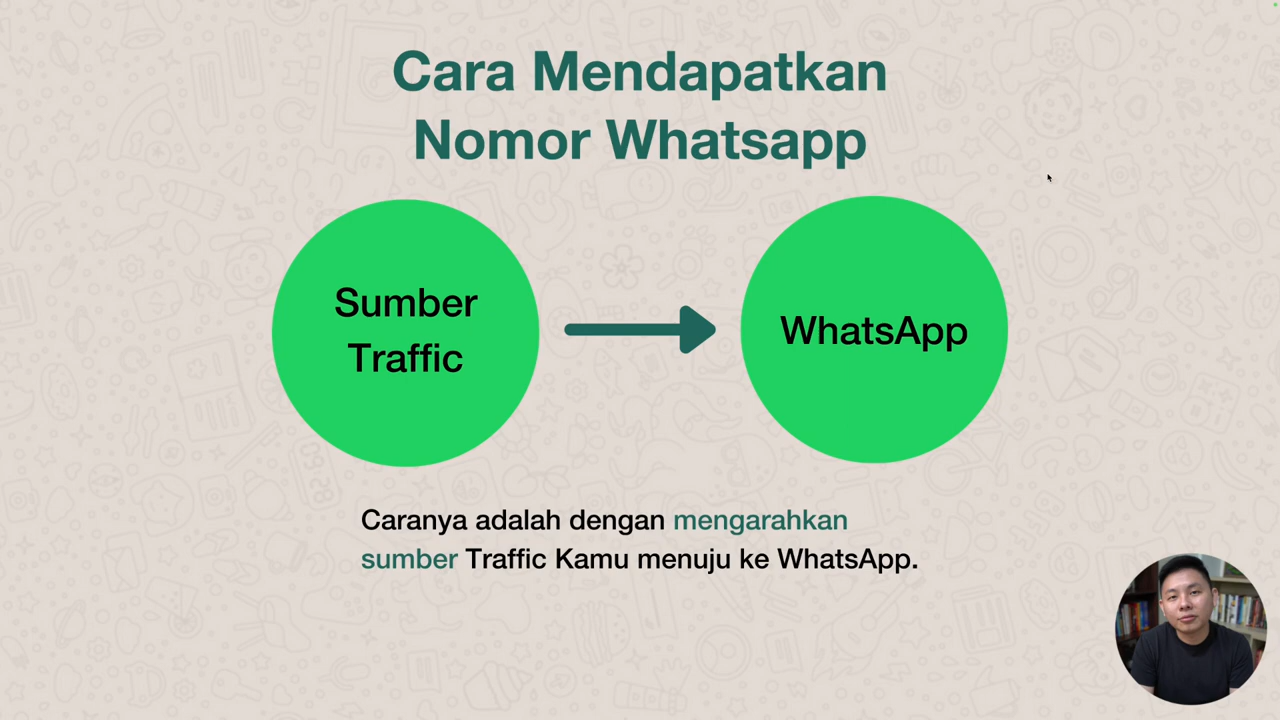 Cara Mendapatkan
Nomor Whatsapp
Sumber
Traffic
WhatsApp
Caranya adalah dengan mengarahkan
sumber Traffic Kamu menuju ke WhatsApp.